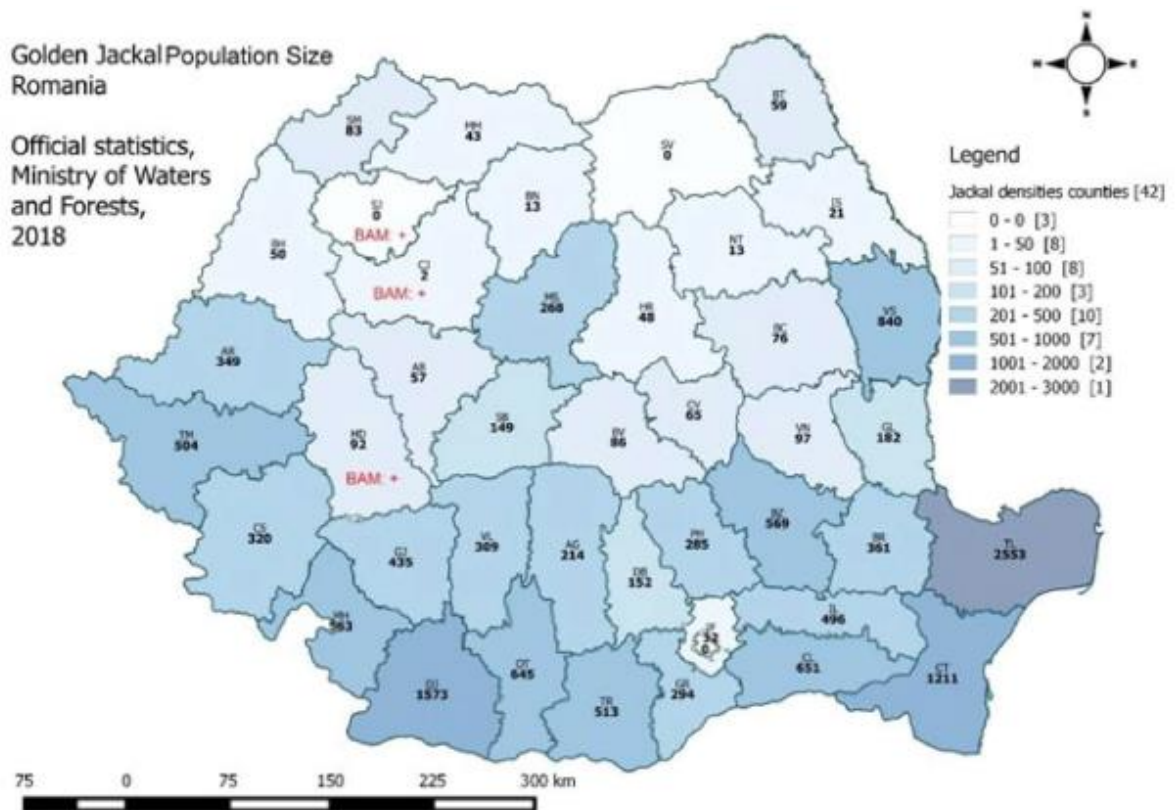 Golden Jackal Population Size
Romania
Official statistics,
Ministry of Waters
and Forests,
2018
N
E
S
Legend
Jackal densities counties [42]
0 - 0 [3]
1 - 50 [8]
51 - 100 [8]
101 - 200 [3]
201 - 500 [10]
501 - 1000 [7]
1001 - 2000 [2]
2001 - 3000 [1]
BT
59
SM
83
MM
43
SV
0
SJ
0
BAM: +
BN
13
IS
21
BH
50
CJ
2
BAM: +
NT
13
MS
268
HR
48
VS
840
BC
76
AR
349
AB
57
TM
504
HD
92
BAM: +
SB
149
BV
86
CV
65
VN
97
GL
182
CS
320
GJ
435
VL
309
AG
214
DB
152
PH
285
BZ
569
BR
361
TL
2553
MH
563
DJ
1573
OT
645
TR
513
GR
294
IF
32
0
IL
496
CL
651
CT
1211
75 0 75 150 225 300 km